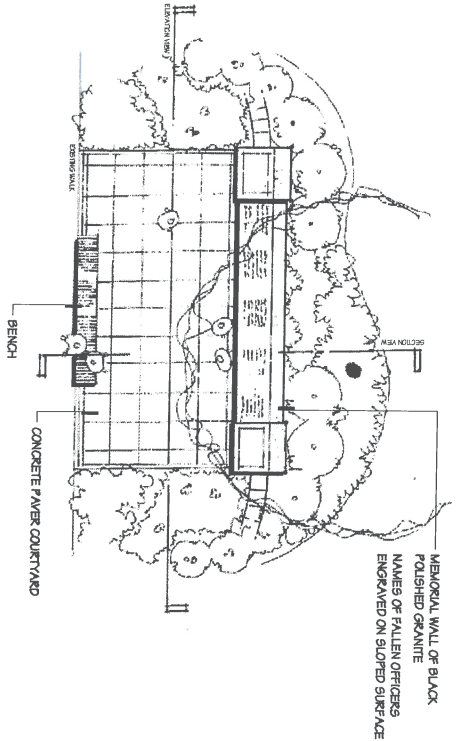 ELEVATION VIEW
EXISTING WALK
BENCH
CONCRETE PAVER COURTYARD
SECTION VIEW
MEMORIAL WALL OF BLACK
POLISHED GRANITE
NAMES OF FALLEN OFFICERS
ENGRAVED ON SLOPED SURFACE